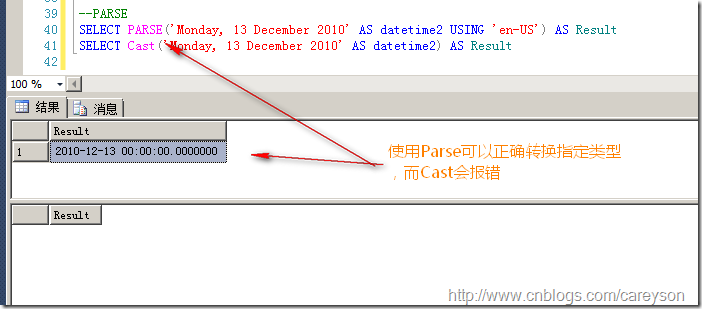 39 --PARSE
40 SELECT PARSE('Monday, 13 December 2010' AS datetime2 USING 'en-US') AS Result
41 SELECT Cast('Monday, 13 December 2010' AS datetime2) AS Result
42
100 %
结果 消息
Result
1 2010-12-13 00:00:00.0000000
使用Parse可以正确转换指定类型
，而Cast会报错
Result
http://www.cnblogs.com/careyson